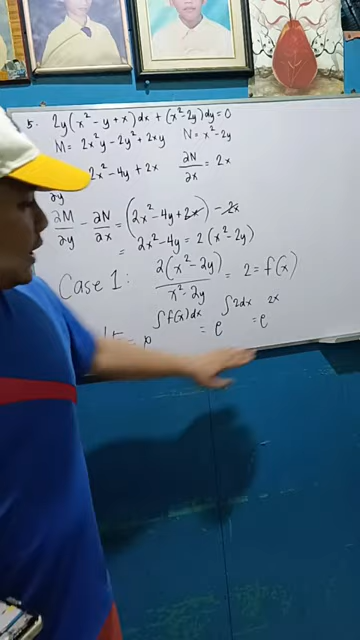 5. 2y(x²-y+x)dx + (x²-2y)dy=0
M= 2x²y-2y²+2xy   N= x²-2y
2x²-4y+2x   ∂N/∂x = 2x
∂y
∂M/∂y - ∂N/∂x = (2x²-4y+2x) - 2x
= 2x²-4y = 2(x²-2y)
Case 1: 2(x²-2y)/x²-2y = 2=f(x)
= e^∫f(x)dx = e^∫2dx = e^2x